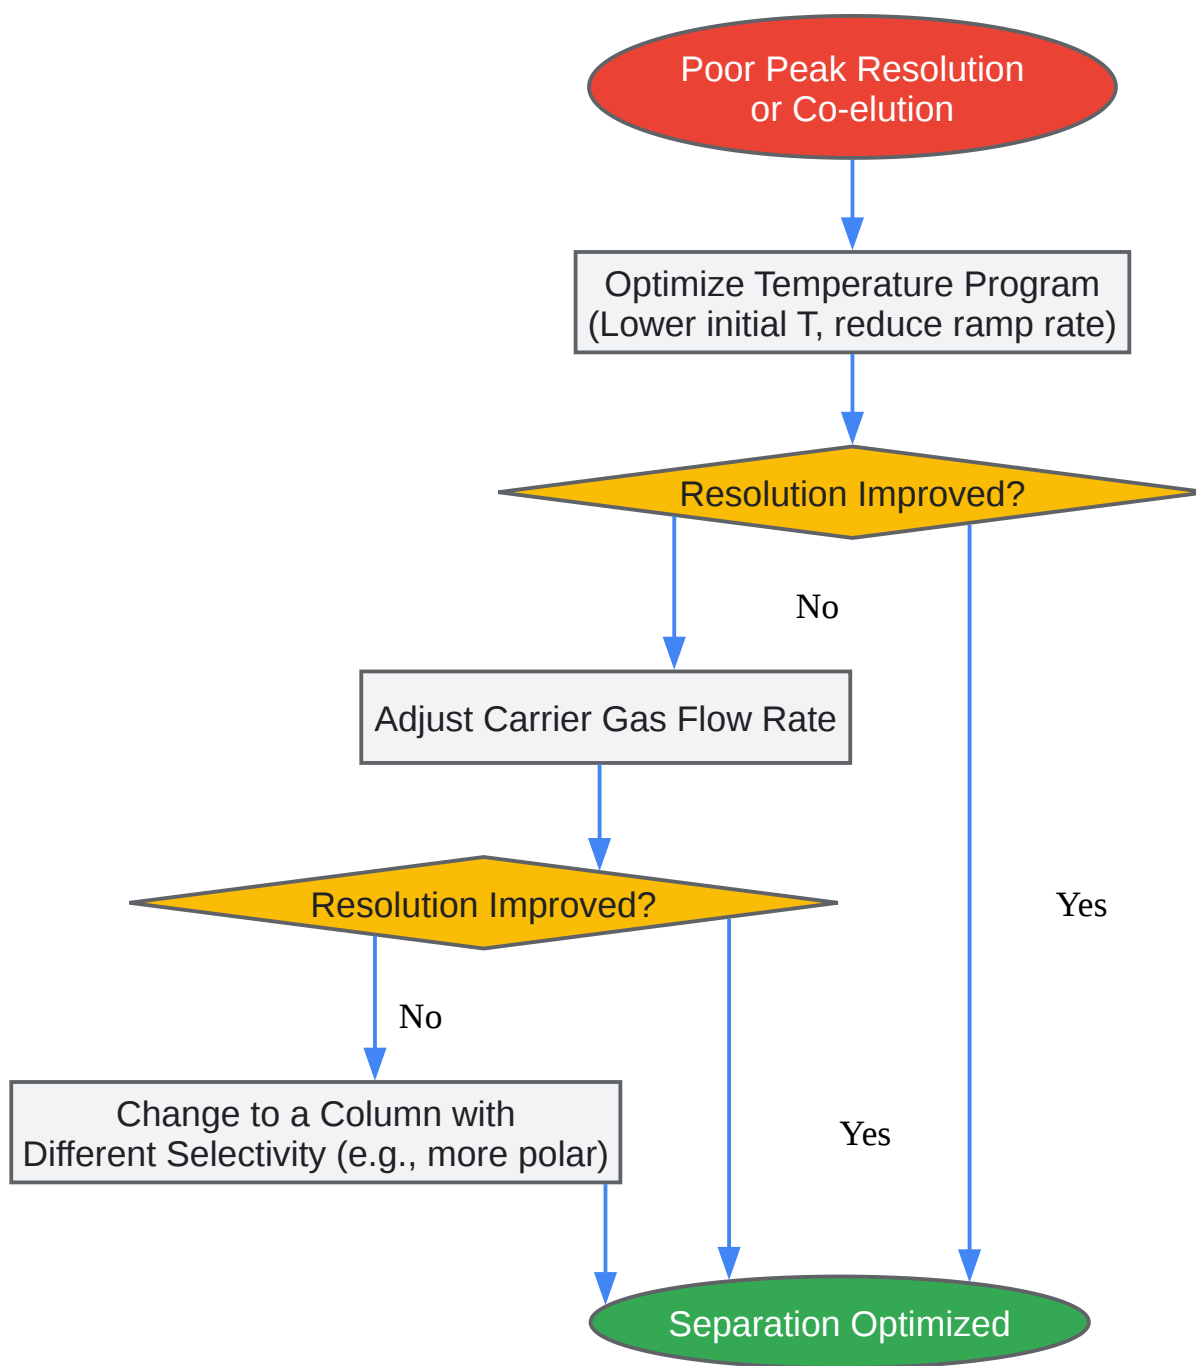 Poor Peak Resolution
or Co-elution
Optimize Temperature Program
(Lower initial T, reduce ramp rate)
Resolution Improved?
No
Adjust Carrier Gas Flow Rate
Resolution Improved?
Yes
No
Change to a Column with
Different Selectivity (e.g., more polar)
Yes
Separation Optimized